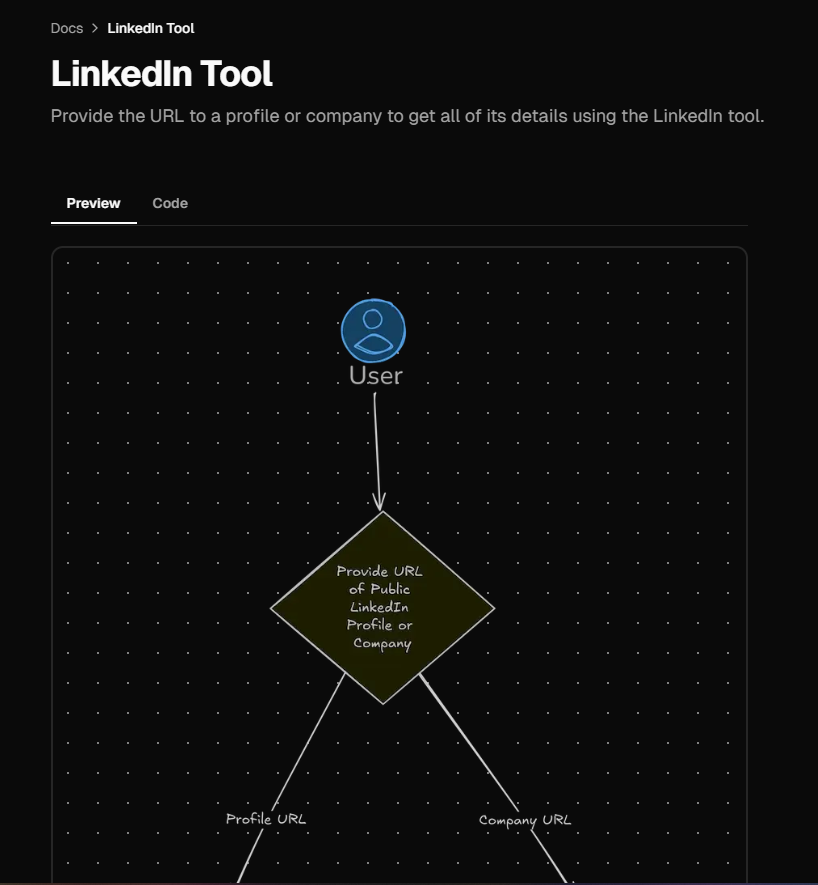 Docs > LinkedIn Tool
LinkedIn Tool
Provide the URL to a profile or company to get all of its details using the LinkedIn tool.
Preview Code
User
Provide URL
of Public
LinkedIn
Profile or
Company
Profile URL Company URL